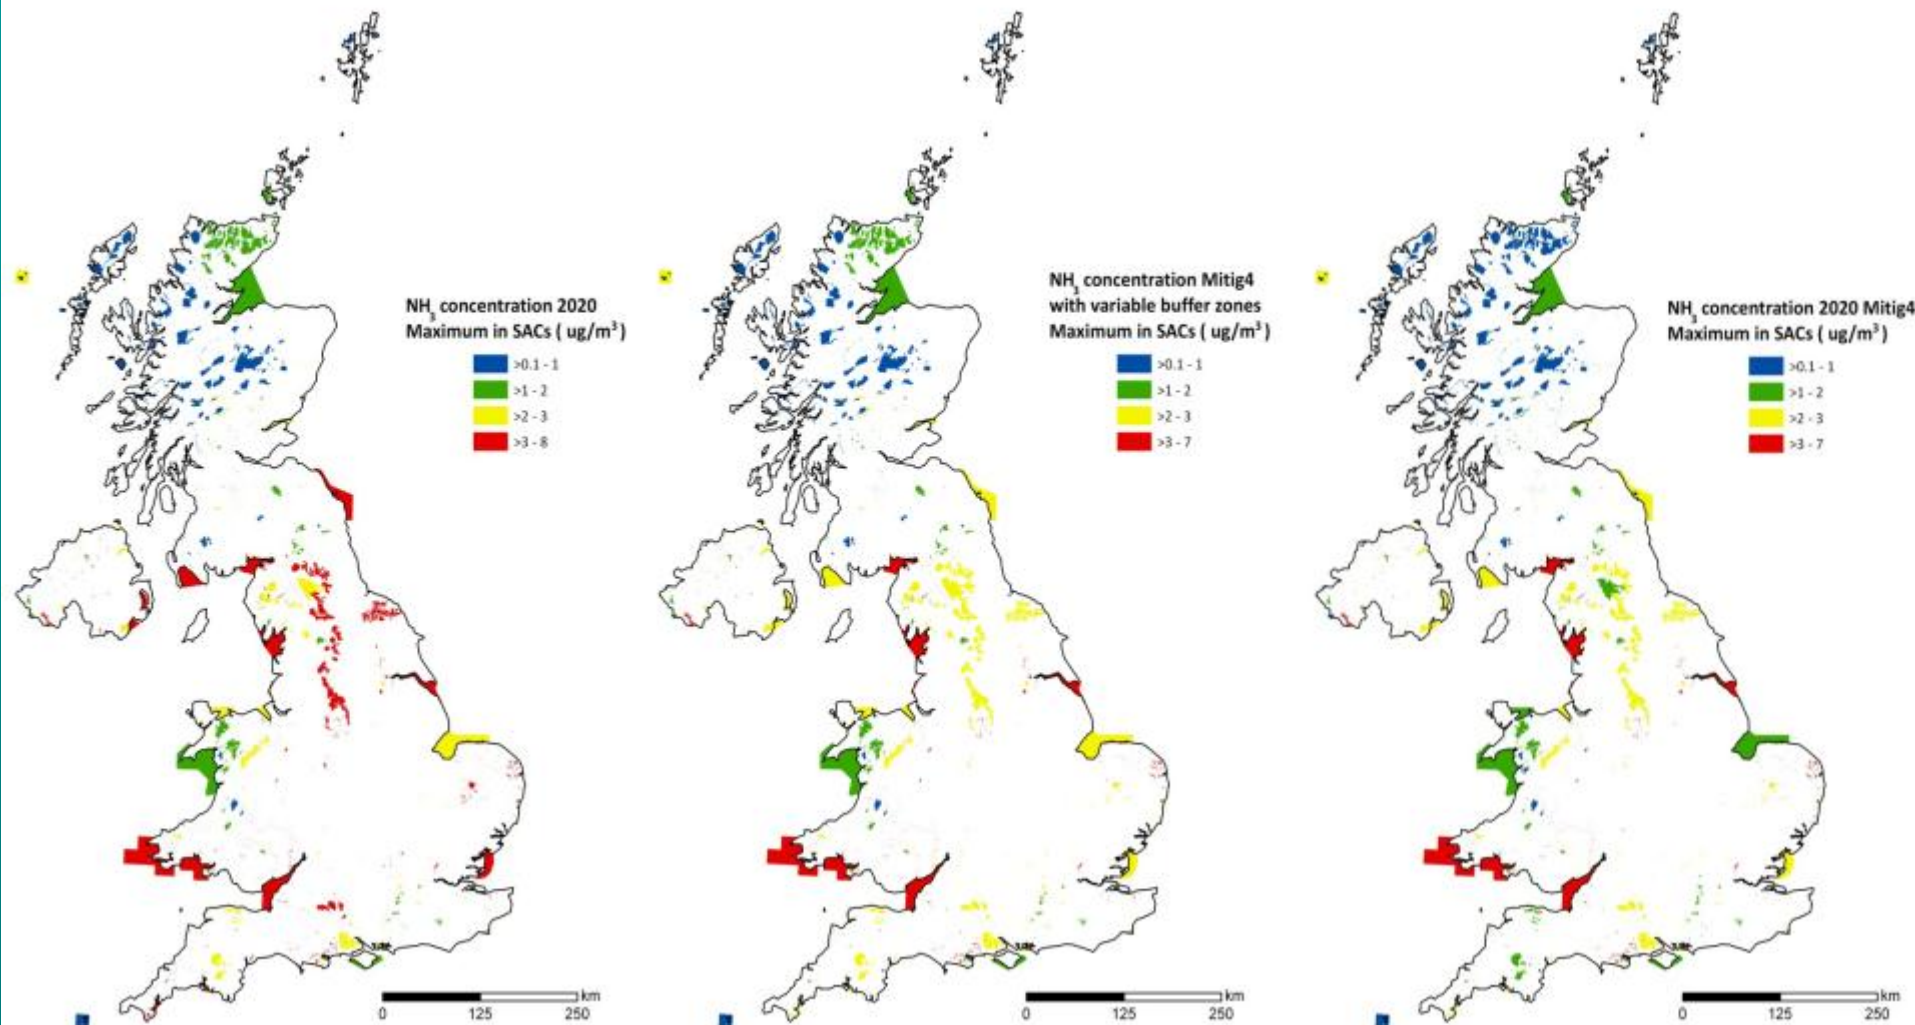 NH3 concentration 2020
Maximum in SACs ( ug/m3 )
>0.1 - 1
>1 - 2
>2 - 3
>3 - 8
km
0 125 250
NH3 concentration Mitig4
with variable buffer zones
Maximum in SACs ( ug/m3 )
>0.1 - 1
>1 - 2
>2 - 3
>3 - 7
km
0 125 250
NH3 concentration 2020 Mitig4
Maximum in SACs ( ug/m3 )
>0.1 - 1
>1 - 2
>2 - 3
>3 - 7
km
0 125 250